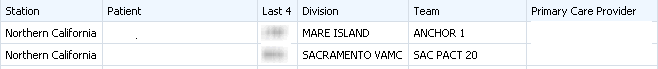 Station Patient Last 4 Division Team Primary Care Provider
Northern California MARE ISLAND ANCHOR 1
Northern California SACRAMENTO VAMC SAC PACT 20